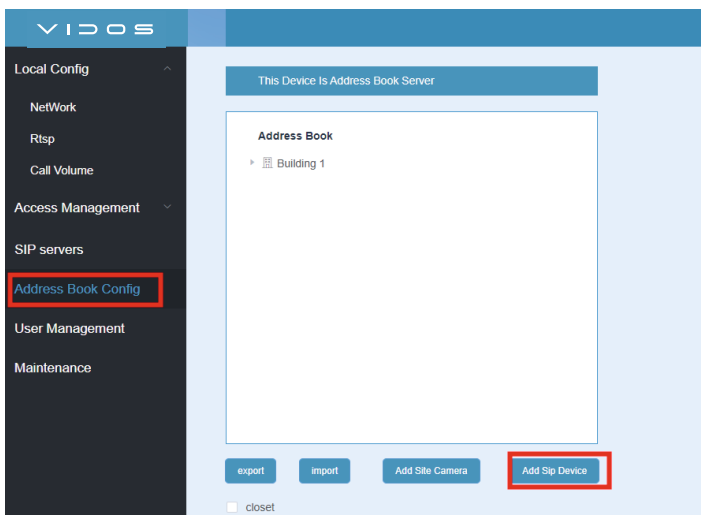 VIDOS
Local Config
NetWork
Rtsp
Call Volume
Access Management
SIP servers
Address Book Config
User Management
Maintenance
This Device Is Address Book Server
Address Book
Building 1
export import Add Site Camera Add Sip Device
closet